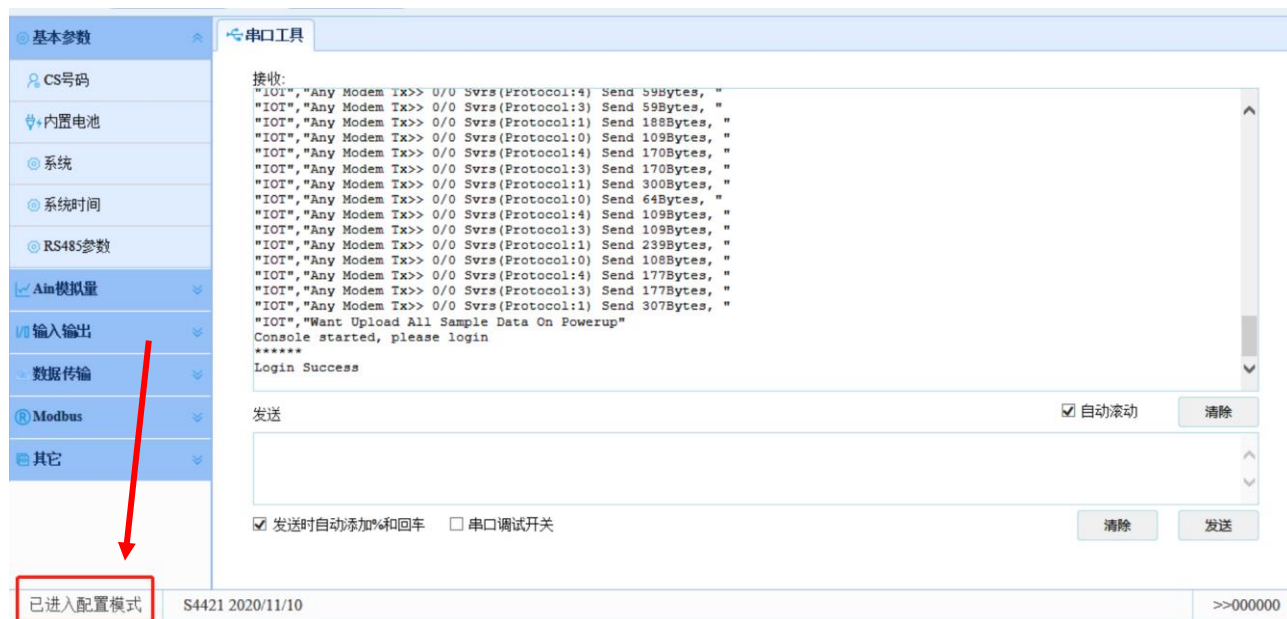 基本参数
CS号码
内置电池
系统
系统时间
RS485参数
Ain模拟量
I/O 输入输出
数据传输
Modbus
其它
串口工具
接收:
"IOT","Any Modem Tx>> 0/0 Svrs(Protocol:4) Send 59Bytes, "
"IOT","Any Modem Tx>> 0/0 Svrs(Protocol:3) Send 59Bytes, "
"IOT","Any Modem Tx>> 0/0 Svrs(Protocol:1) Send 188Bytes, "
"IOT","Any Modem Tx>> 0/0 Svrs(Protocol:0) Send 109Bytes, "
"IOT","Any Modem Tx>> 0/0 Svrs(Protocol:4) Send 170Bytes, "
"IOT","Any Modem Tx>> 0/0 Svrs(Protocol:3) Send 170Bytes, "
"IOT","Any Modem Tx>> 0/0 Svrs(Protocol:1) Send 300Bytes, "
"IOT","Any Modem Tx>> 0/0 Svrs(Protocol:0) Send 64Bytes, "
"IOT","Any Modem Tx>> 0/0 Svrs(Protocol:4) Send 109Bytes, "
"IOT","Any Modem Tx>> 0/0 Svrs(Protocol:3) Send 109Bytes, "
"IOT","Any Modem Tx>> 0/0 Svrs(Protocol:1) Send 239Bytes, "
"IOT","Any Modem Tx>> 0/0 Svrs(Protocol:0) Send 108Bytes, "
"IOT","Any Modem Tx>> 0/0 Svrs(Protocol:4) Send 177Bytes, "
"IOT","Any Modem Tx>> 0/0 Svrs(Protocol:3) Send 177Bytes, "
"IOT","Any Modem Tx>> 0/0 Svrs(Protocol:1) Send 307Bytes, "
"IOT","Want Upload All Sample Data On Powerup"
Console started, please login
******
Login Success
发送
自动滚动
清除
发送时自动添加%和回车
串口调试开关
清除
发送
已进入配置模式
S4421 2020/11/10
>>000000